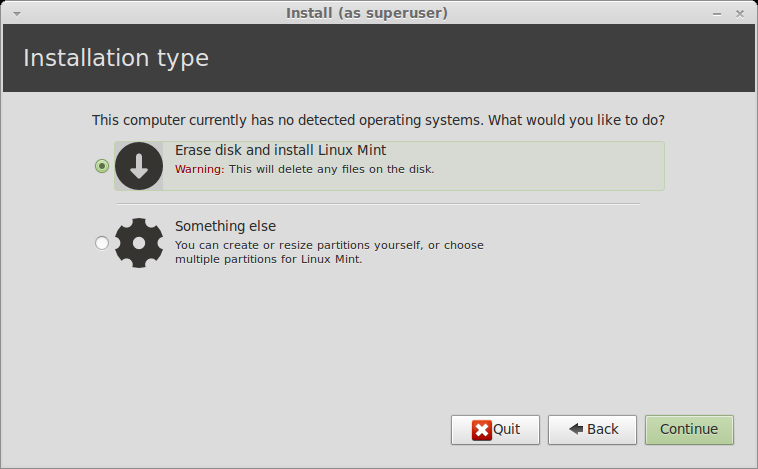 Install (as superuser)
Installation type
This computer currently has no detected operating systems. What would you like to do?
Erase disk and install Linux Mint
Warning: This will delete any files on the disk.
Something else
You can create or resize partitions yourself, or choose
multiple partitions for Linux Mint.
Quit
Back
Continue